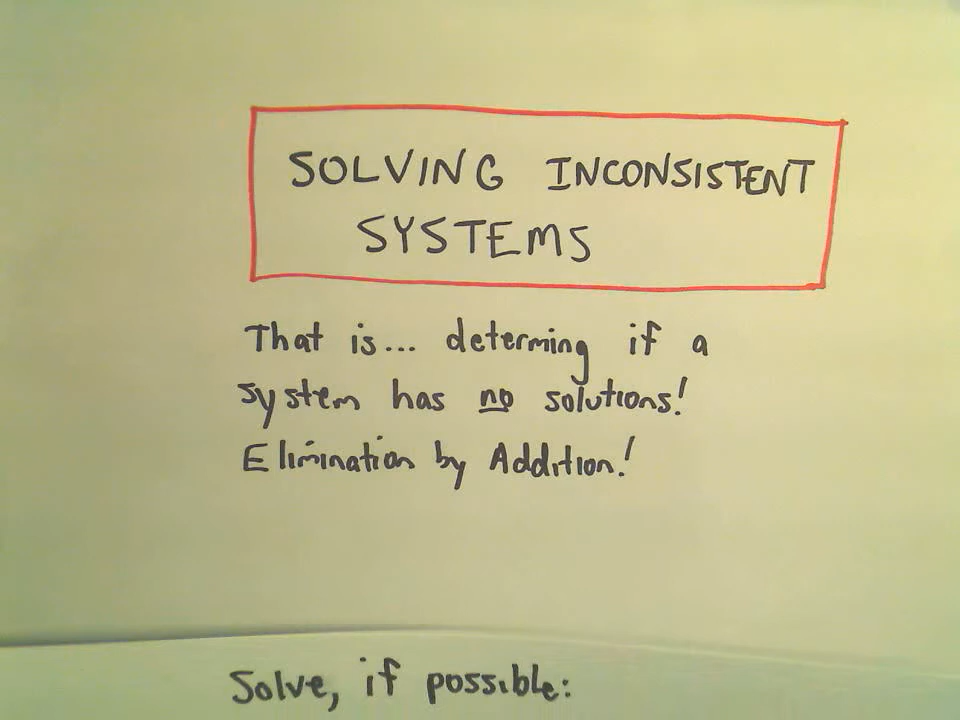 SOLVING INCONSISTENT
SYSTEMS
That is... determing if a
system has no solutions!
Elimination by Addition!
Solve, if possible: